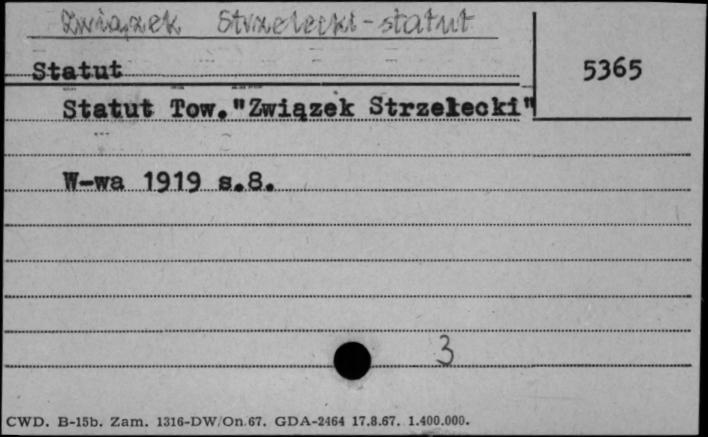 Związek Strzelecki-statut
Statut
5365
Statut Tow."Związek Strzelecki"
W-wa 1919 s.8.
3
CWD. B-15b. Zam. 1316-DW/On 67. GDA-2464 17.8.67. 1.400.000.